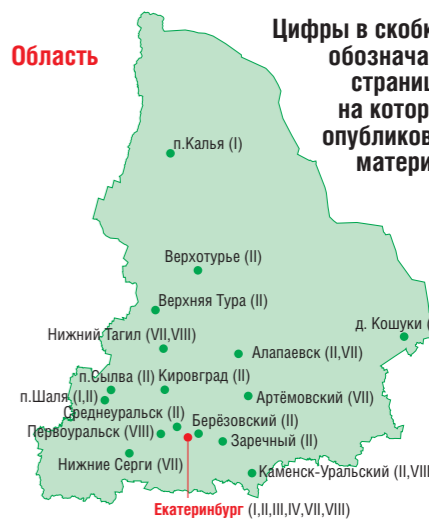 Область
Цифры в скобк
обознача
страниц
на котор
опубликов
матери
п.Калья (I)
Верхотурье (II)
Верхняя Тура (II)
д. Кошуки (
Нижний Тагил (VII,VIII)
Алапаевск (II,VII)
п.Сылва (II)
Кировград (II)
п.Шаля (I,II)
Артёмовский (VII)
Среднеуральск (II)
Берёзовский (II)
Первоуральск (VIII)
Заречный (II)
Нижние Серги (VII)
Каменск-Уральский (II,VIII
Екатеринбург (I,II,III,IV,VII,VIII)